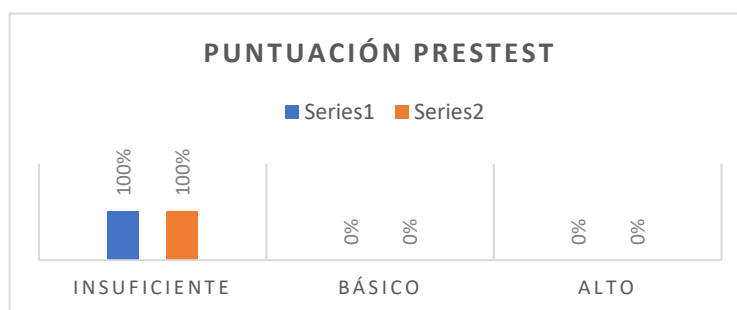 PUNTUACIÓN PRESTEST
Series1 Series2
100% 100% 0% 0% 0% 0%
INSUFICIENTE BÁSICO ALTO